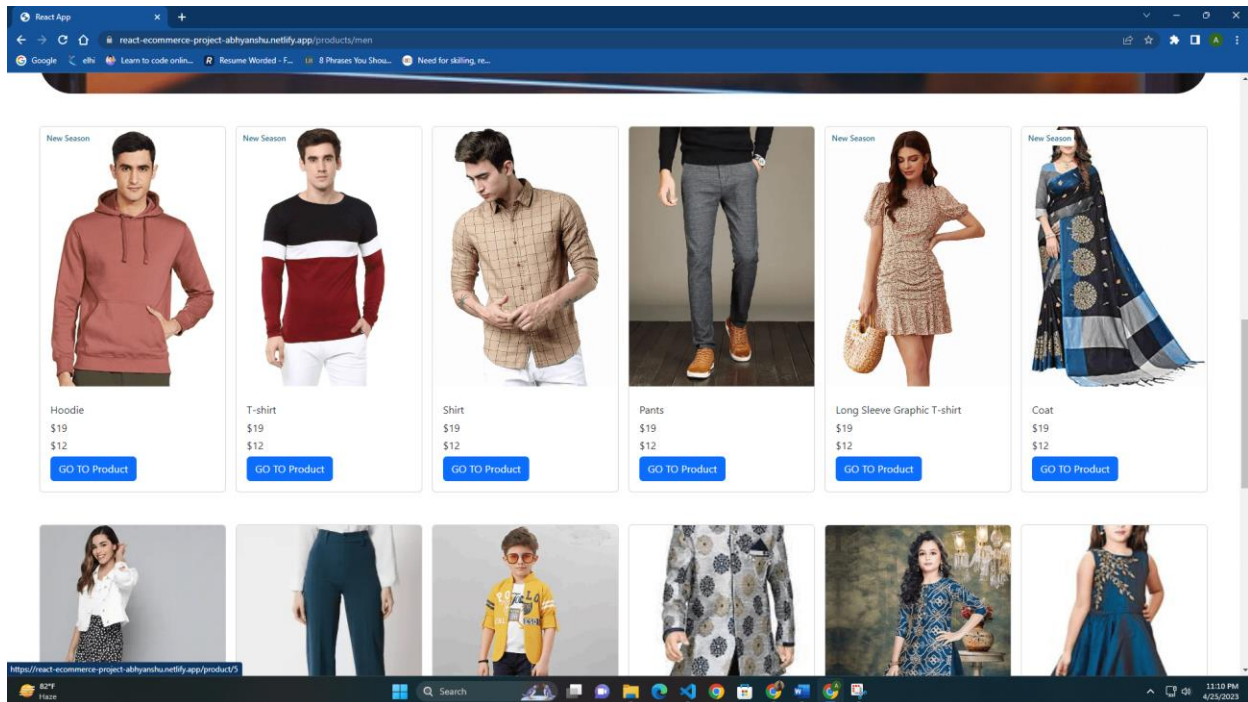 React App
react-ecommerce-project-abhyanshu.netlify.app/products/men
A
Google
elhi
Learn to code onlin...
Resume Worded - F...
8 Phrases You Shou...
Need for skilling, re...
New Season
New Season
New Season
New Season
Hoodie
$19
$12
GO TO Product
T-shirt
$19
$12
GO TO Product
Shirt
$19
$12
GO TO Product
Pants
$19
$12
GO TO Product
Long Sleeve Graphic T-shirt
$19
$12
GO TO Product
Coat
$19
$12
GO TO Product
https://react-ecommerce-project-abhyanshu.netlify.app/product/5
82°F
Haze
Search
11:10 PM
4/25/2023